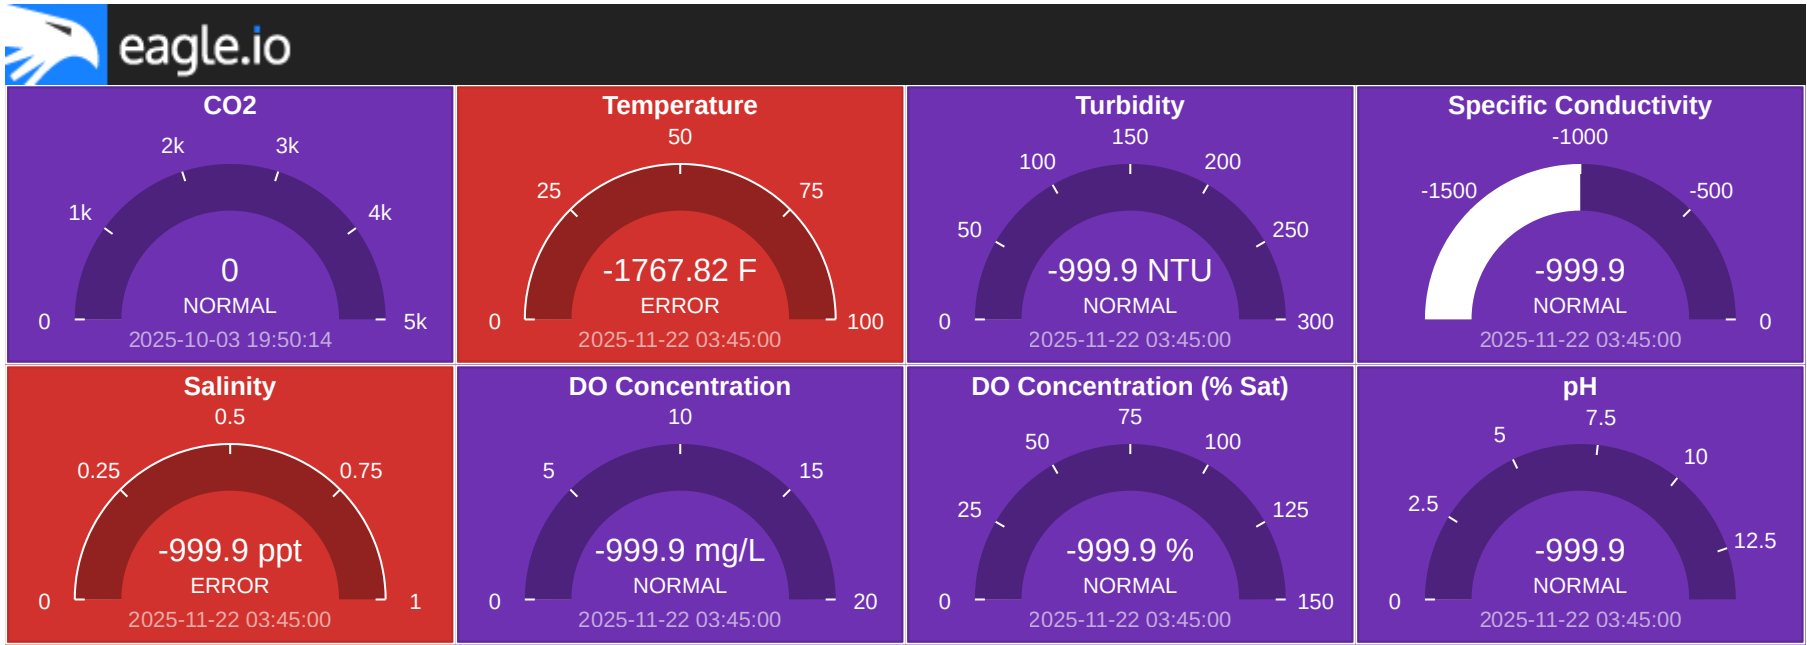 eagle.io
CO2
2k
3k
1k
4k
0
NORMAL
0
5k
2025-10-03 19:50:14
Temperature
50
25
75
-1767.82 F
ERROR
0
100
2025-11-22 03:45:00
Turbidity
150
100
200
50
250
-999.9 NTU
NORMAL
0
300
2025-11-22 03:45:00
Specific Conductivity
-1000
-1500
-500
-999.9
NORMAL
0
2025-11-22 03:45:00
Salinity
0.5
0.25
0.75
-999.9 ppt
ERROR
0
1
2025-11-22 03:45:00
DO Concentration
10
5
15
-999.9 mg/L
NORMAL
0
20
2025-11-22 03:45:00
DO Concentration (% Sat)
75
50
100
25
125
-999.9 %
NORMAL
0
150
2025-11-22 03:45:00
pH
7.5
5
10
2.5
12.5
-999.9
NORMAL
0
2025-11-22 03:45:00